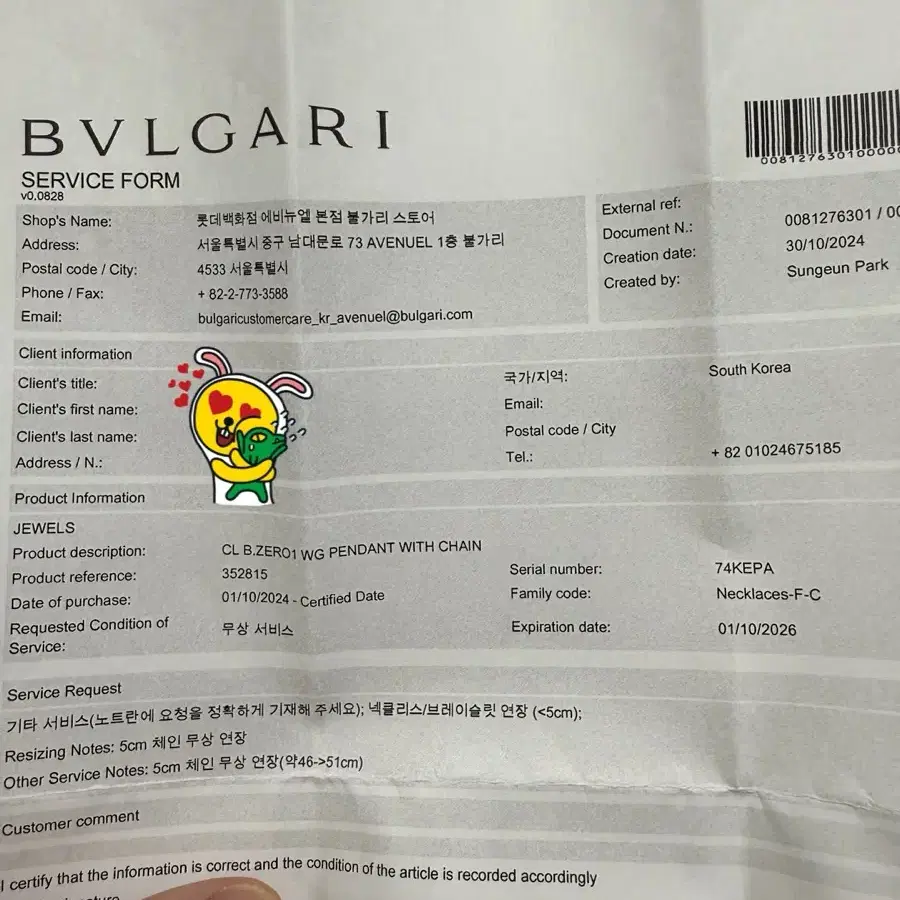 BVLGARI
SERVICE FORM
v0.0828
Shop's Name: 롯데백화점 에비뉴엘 본점 불가리 스토어
Address: 서울특별시 중구 남대문로 73 AVENUEL 1층 불가리
Postal code / City: 4533 서울특별시
Phone / Fax: + 82-2-773-3588
Email: bulgaricustomercare_kr_avenuel@bulgari.com
External ref:
Document N.: 0081276301 / 00
Creation date: 30/10/2024
Created by: Sungeun Park
00812763010000
Client information
Client's title:
Client's first name:
Client's last name:
Address / N.:
국가/지역: South Korea
Email:
Postal code / City
Tel.: + 82 01024675185
Product Information
JEWELS
Product description: CL B.ZERO1 WG PENDANT WITH CHAIN
Product reference: 352815
Date of purchase: 01/10/2024 - Certified Date
Requested Condition of
Service: 무상 서비스
Serial number: 74KEPA
Family code: Necklaces-F-C
Expiration date: 01/10/2026
Service Request
기타 서비스(노트란에 요청을 정확하게 기재해 주세요); 넥클리스/브레이슬릿 연장 (<5cm);
Resizing Notes: 5cm 체인 무상 연장
Other Service Notes: 5cm 체인 무상 연장(약46->51cm)
Customer comment
I certify that the information is correct and the condition of the article is recorded accordingly